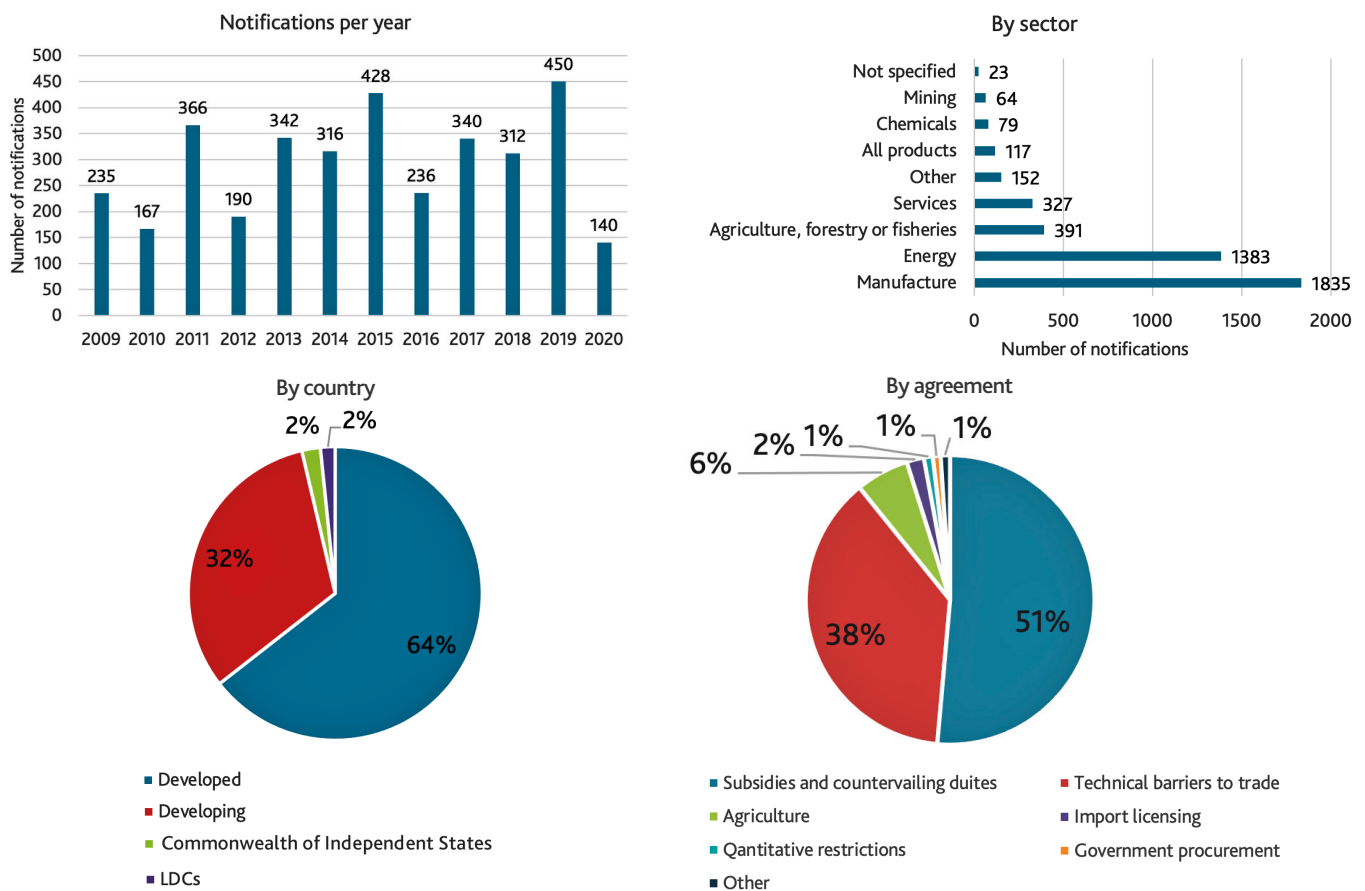 Notifications per year
Number of notifications
500
450
400
350
300
250
200
150
100
50
0
235
167
366
190
342
316
428
236
340
312
450
140
2009 2010 2011 2012 2013 2014 2015 2016 2017 2018 2019 2020
By sector
Not specified 23
Mining 64
Chemicals 79
All products 117
Other 152
Services 327
Agriculture, forestry or fisheries 391
Energy 1383
Manufacture 1835
0 500 1000 1500 2000
Number of notifications
By country
2% 2%
32%
64%
Developed
Developing
Commonwealth of Independent States
LDCs
By agreement
6% 2% 1% 1% 1%
38%
51%
Subsidies and countervailing duites Technical barriers to trade
Agriculture Import licensing
Qantitative restrictions Government procurement
Other